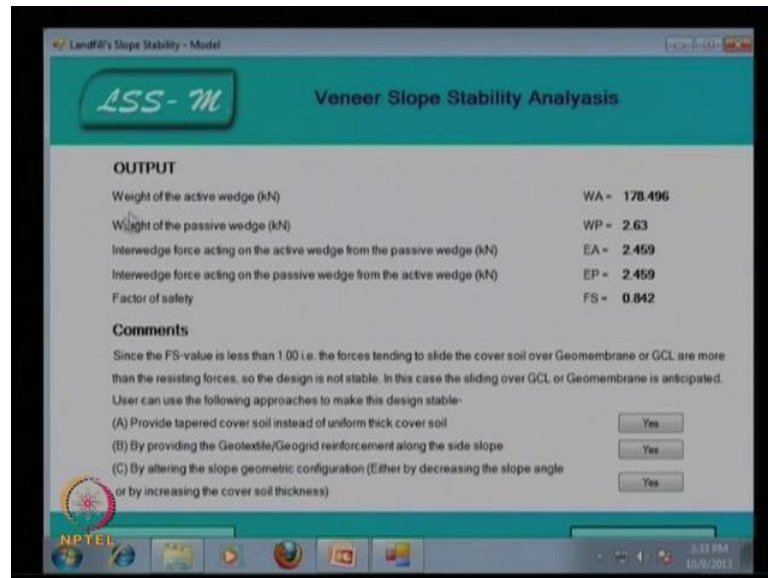 Landfill's Slope Stability - Model
LSS-M
Veneer Slope Stability Analyasis
OUTPUT
Weight of the active wedge (kN) WA = 178.496
Weight of the passive wedge (kN) WP = 2.63
Interwedge force acting on the active wedge from the passive wedge (kN) EA = 2.459
Interwedge force acting on the passive wedge from the active wedge (kN) EP = 2.459
Factor of safety FS = 0.842
Comments
Since the FS-value is less than 1.00 i.e. the forces tending to slide the cover soil over Geomembrane or GCL are more
than the resisting forces, so the design is not stable. In this case the sliding over GCL or Geomembrane is anticipated.
User can use the following approaches to make this design stable-
(A) Provide tapered cover soil instead of uniform thick cover soil Yes
(B) By providing the Geotextile/Geogrid reinforcement along the side slope Yes
(C) By altering the slope geometric configuration (Either by decreasing the slope angle
or by increasing the cover soil thickness) Yes
NPTEL
3:33 PM
10/9/2013